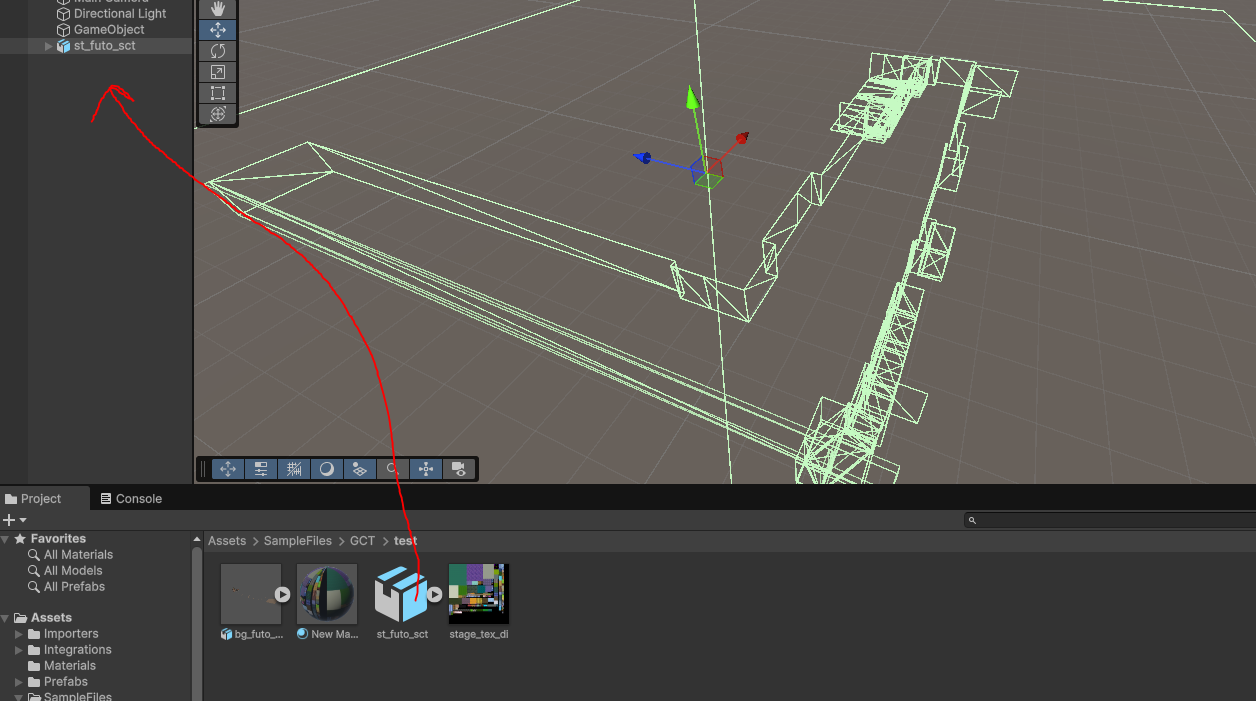 Main Camera
Directional Light
GameObject
st_futo_sct
Project
Console
Favorites
All Materials
All Models
All Prefabs
Assets
Importers
Integrations
Materials
Prefabs
SampleFiles
Assets > SampleFiles > GCT > test
bg_futo_...
New Ma...
st_futo_sct
stage_tex_di